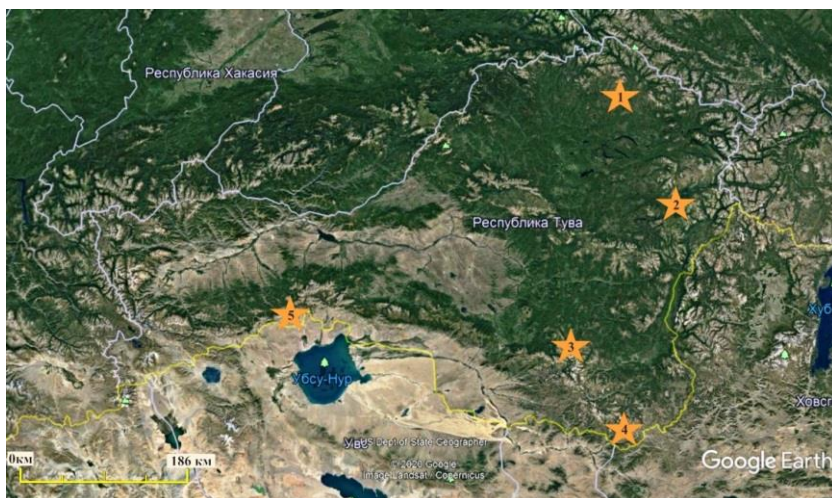 Республика Хакасия
1
2
Республика Тува
Хуб
5
3
Убсу-Нур
Ховсг
4
Увс
US Dept of State Geographer
© 2020 Google
Image Landsat / Copernicus
0км
186 км
Google Earth